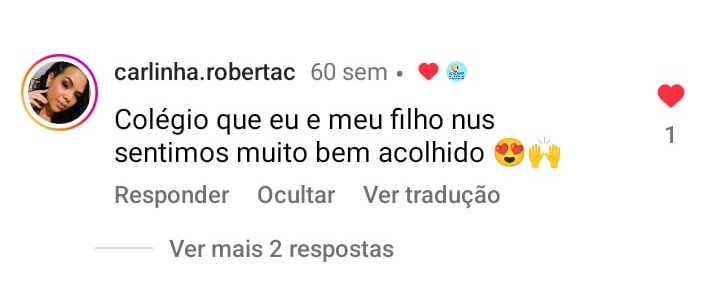 carlinha.robertac 60 sem •
Colégio que eu e meu filho nus
sentimos muito bem acolhido 😍🙌
1
Responder Ocultar Ver tradução
Ver mais 2 respostas